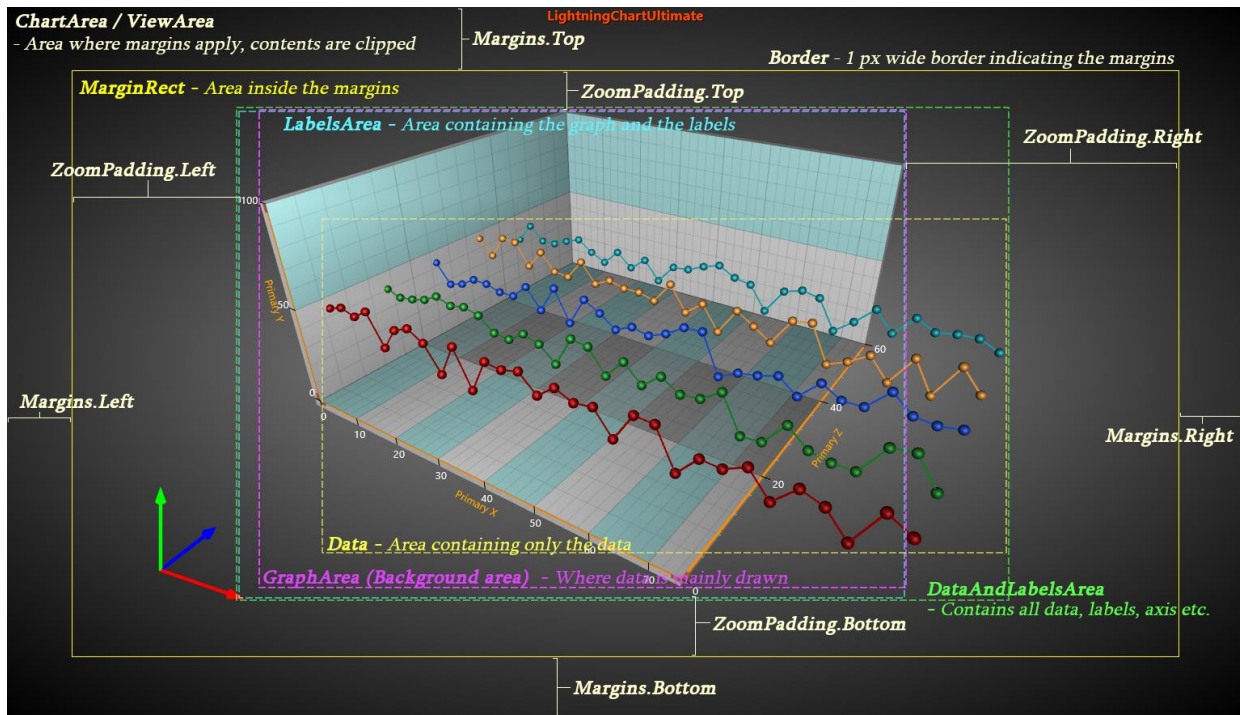 LightningChartUltimate
ChartArea / ViewArea
- Area where margins apply, contents are clipped
Margins.Top
Border - 1 px wide border indicating the margins
MarginRect - Area inside the margins
ZoomPadding.Top
LabelsArea - Area containing the graph and the labels
ZoomPadding.Right
ZoomPadding.Left
100
50
0
Primary Y
Margins.Left
Margins.Right
0
10
20
30
40
50
60
70
Primary X
0
20
40
60
Primary Z
Data - Area containing only the data
GraphArea (Background area) - Where data is mainly drawn
DataAndLabelsArea
- Contains all data, labels, axis etc.
ZoomPadding.Bottom
Margins.Bottom